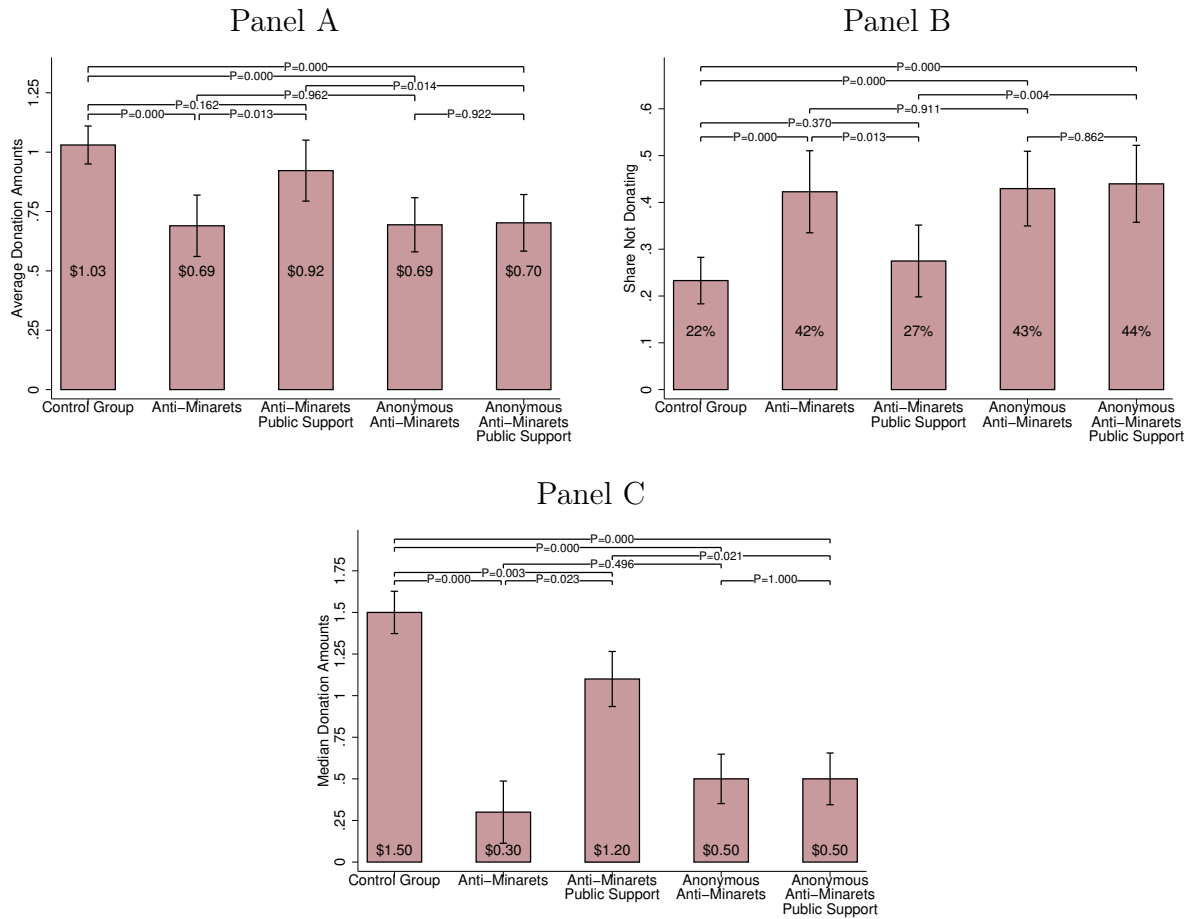 Panel A
P=0.000
P=0.000
P=0.014
P=0.962
P=0.162
P=0.000
P=0.013
P=0.922
Average Donation Amounts
1.25
1
.75
.5
.25
0
$1.03
$0.69
$0.92
$0.69
$0.70
Control Group
Anti−Minarets
Anti−Minarets
Public Support
Anonymous
Anti−Minarets
Anonymous
Anti−Minarets
Public Support
Panel B
P=0.000
P=0.000
P=0.004
P=0.911
P=0.370
P=0.000
P=0.013
P=0.862
Share Not Donating
.6
.5
.4
.3
.2
.1
0
22%
42%
27%
43%
44%
Control Group
Anti−Minarets
Anti−Minarets
Public Support
Anonymous
Anti−Minarets
Anonymous
Anti−Minarets
Public Support
Panel C
P=0.000
P=0.000
P=0.021
P=0.496
P=0.003
P=0.000
P=0.023
P=1.000
Median Donation Amounts
1.75
1.5
1.25
1
.75
.5
.25
0
$1.50
$0.30
$1.20
$0.50
$0.50
Control Group
Anti−Minarets
Anti−Minarets
Public Support
Anonymous
Anti−Minarets
Anonymous
Anti−Minarets
Public Support